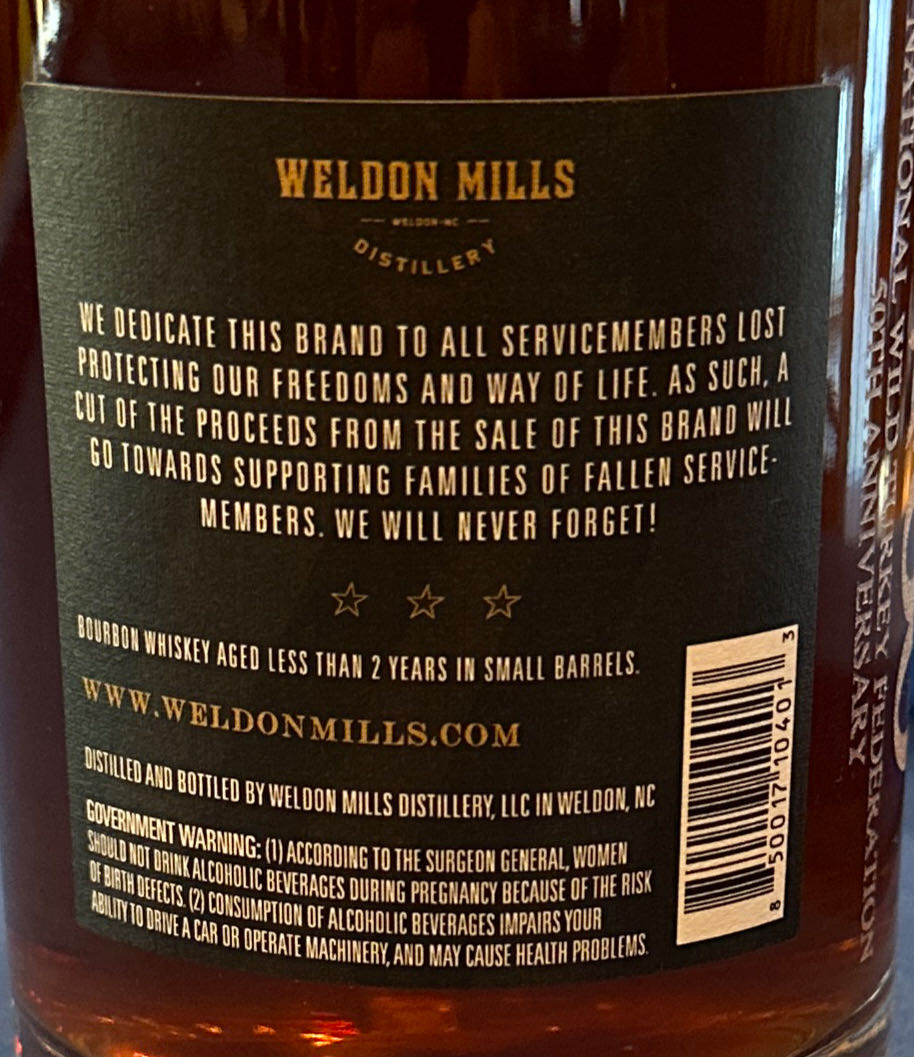 WELDON MILLS
WELDON-NC
DISTILLERY
WE DEDICATE THIS BRAND TO ALL SERVICEMEMBERS LOST
PROTECTING OUR FREEDOMS AND WAY OF LIFE. AS SUCH, A
CUT OF THE PROCEEDS FROM THE SALE OF THIS BRAND WILL
GO TOWARDS SUPPORTING FAMILIES OF FALLEN SERVICE-
MEMBERS. WE WILL NEVER FORGET!
BOURBON WHISKEY AGED LESS THAN 2 YEARS IN SMALL BARRELS.
WWW.WELDONMILLS.COM
DISTILLED AND BOTTLED BY WELDON MILLS DISTILLERY, LLC IN WELDON, NC
GOVERNMENT WARNING: (1) ACCORDING TO THE SURGEON GENERAL, WOMEN
SHOULD NOT DRINK ALCOHOLIC BEVERAGES DURING PREGNANCY BECAUSE OF THE RISK
OF BIRTH DEFECTS. (2) CONSUMPTION OF ALCOHOLIC BEVERAGES IMPAIRS YOUR
ABILITY TO DRIVE A CAR OR OPERATE MACHINERY, AND MAY CAUSE HEALTH PROBLEMS.
8 50017 10401 3
NATIONAL WILD TURKEY FEDERATION
50TH ANNIVERSARY